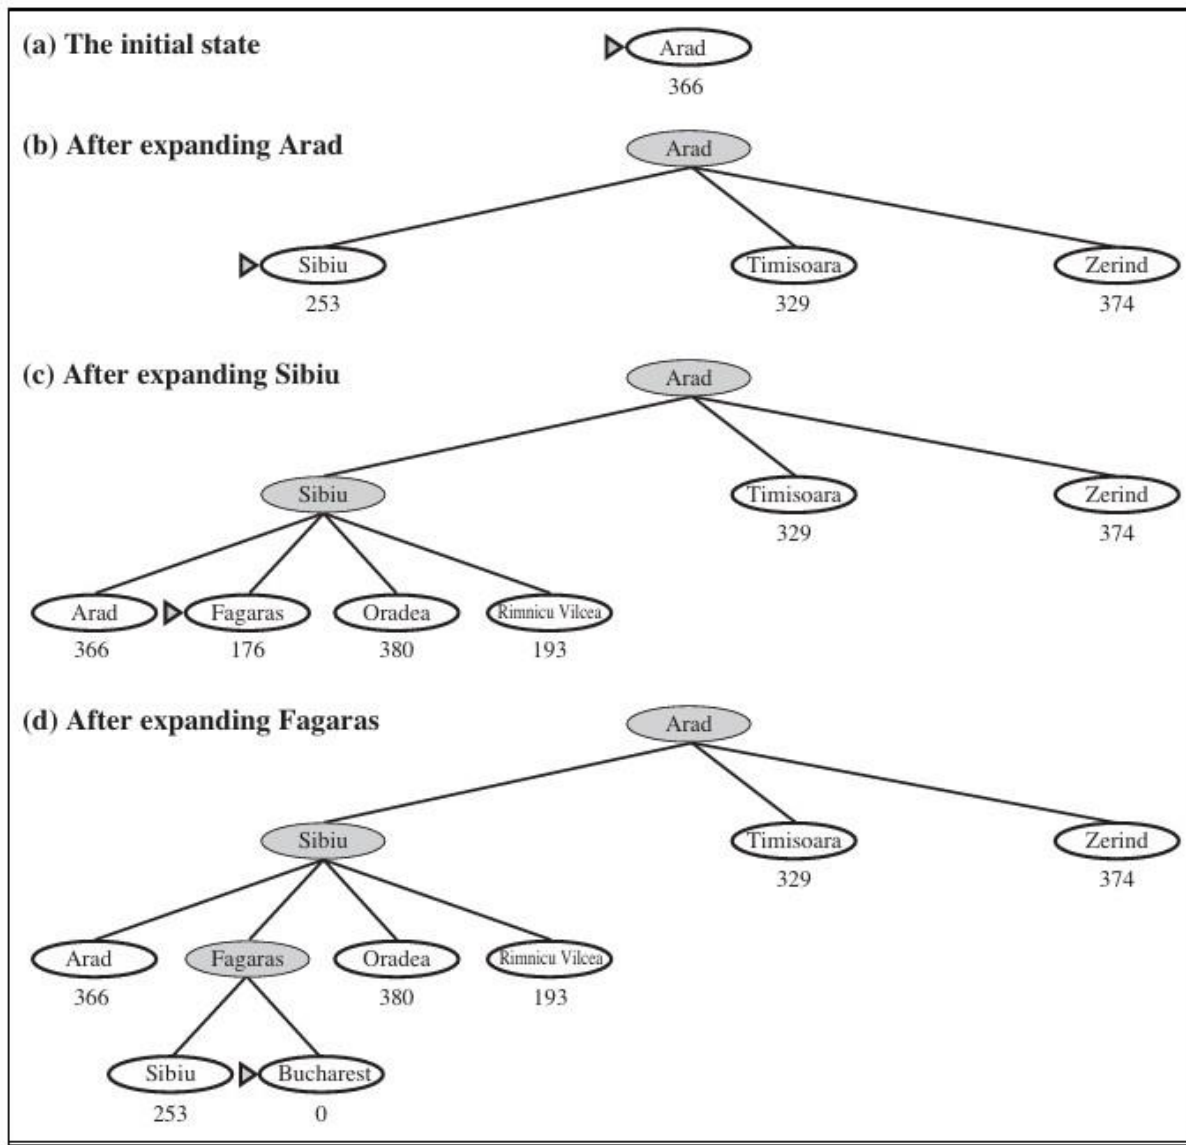 (a) The initial state
Arad
366
(b) After expanding Arad
Arad
Sibiu Timisoara Zerind
253 329 374
(c) After expanding Sibiu
Arad
Sibiu Timisoara Zerind
329 374
Arad Fagaras Oradea Rimnicu Vilcea
366 176 380 193
(d) After expanding Fagaras
Arad
Sibiu Timisoara Zerind
329 374
Arad Fagaras Oradea Rimnicu Vilcea
366 380 193
Sibiu Bucharest
253 0